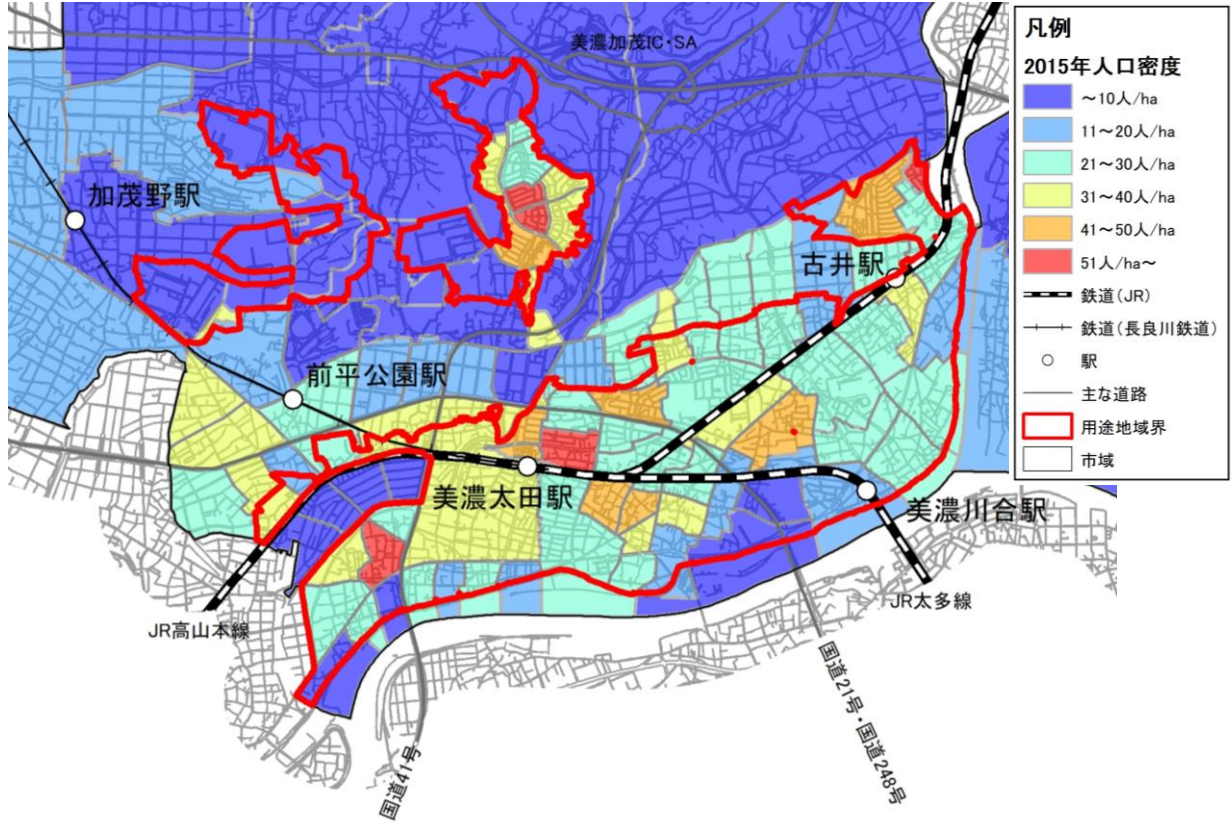 美濃加茂IC・SA
加茂野駅
古井駅
前平公園駅
美濃太田駅
美濃川合駅
JR高山本線
JR太多線
国道41号
国道21号・国道248号
凡例
2015年人口密度
～10人/ha
11～20人/ha
21～30人/ha
31～40人/ha
41～50人/ha
51人/ha～
鉄道(JR)
鉄道(長良川鉄道)
駅
主な道路
用途地域界
市域